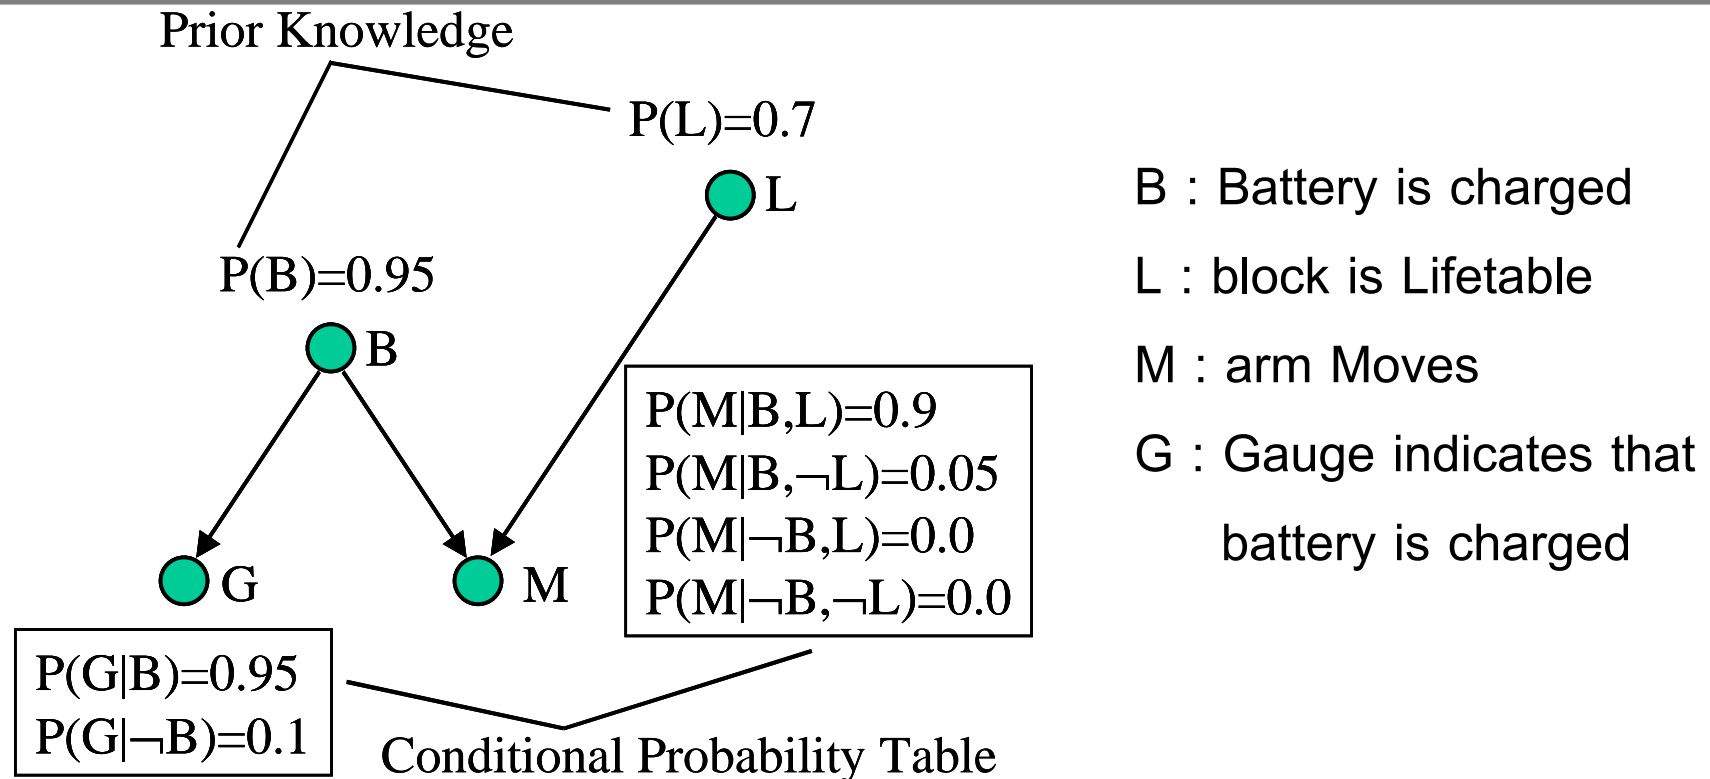 Prior Knowledge
P(L)=0.7
L
P(B)=0.95
B
P(M|B,L)=0.9
P(M|B,¬L)=0.05
P(M|¬B,L)=0.0
P(M|¬B,¬L)=0.0
G
M
P(G|B)=0.95
P(G|¬B)=0.1
Conditional Probability Table
B : Battery is charged
L : block is Lifetable
M : arm Moves
G : Gauge indicates that
battery is charged